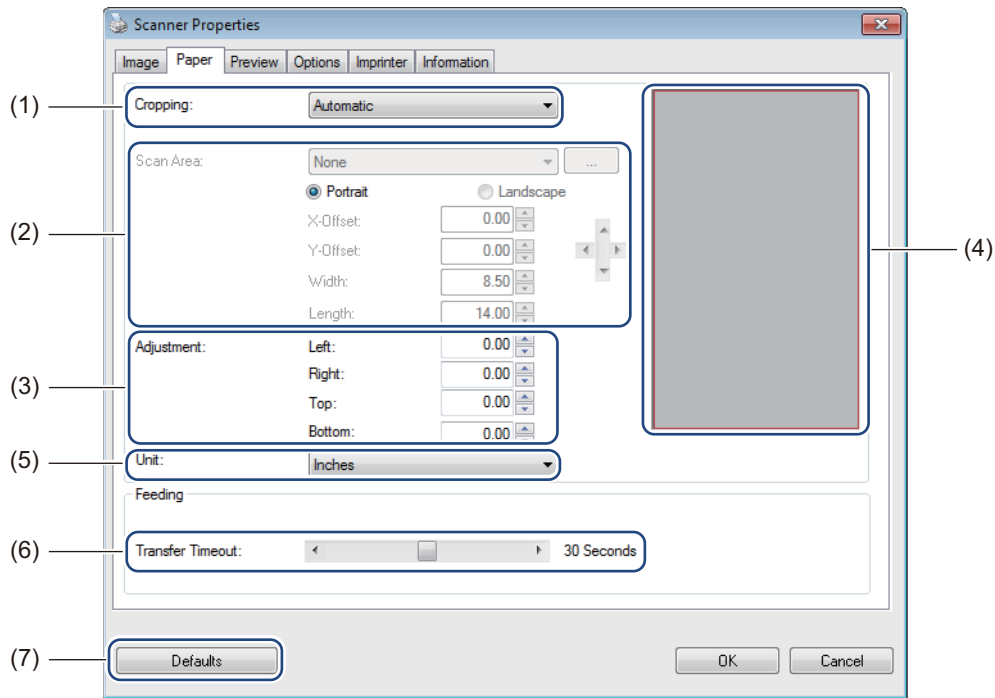 Scanner Properties
Image Paper Preview Options Imprinter Information
(1) Cropping: Automatic
(2) Scan Area: None ...
Portrait Landscape
X-Offset: 0.00
Y-Offset: 0.00
Width: 8.50
Length: 14.00
(3) Adjustment: Left: 0.00
Right: 0.00
Top: 0.00
Bottom: 0.00
(4)
(5) Unit: Inches
Feeding
(6) Transfer Timeout: 30 Seconds
(7) Defaults OK Cancel